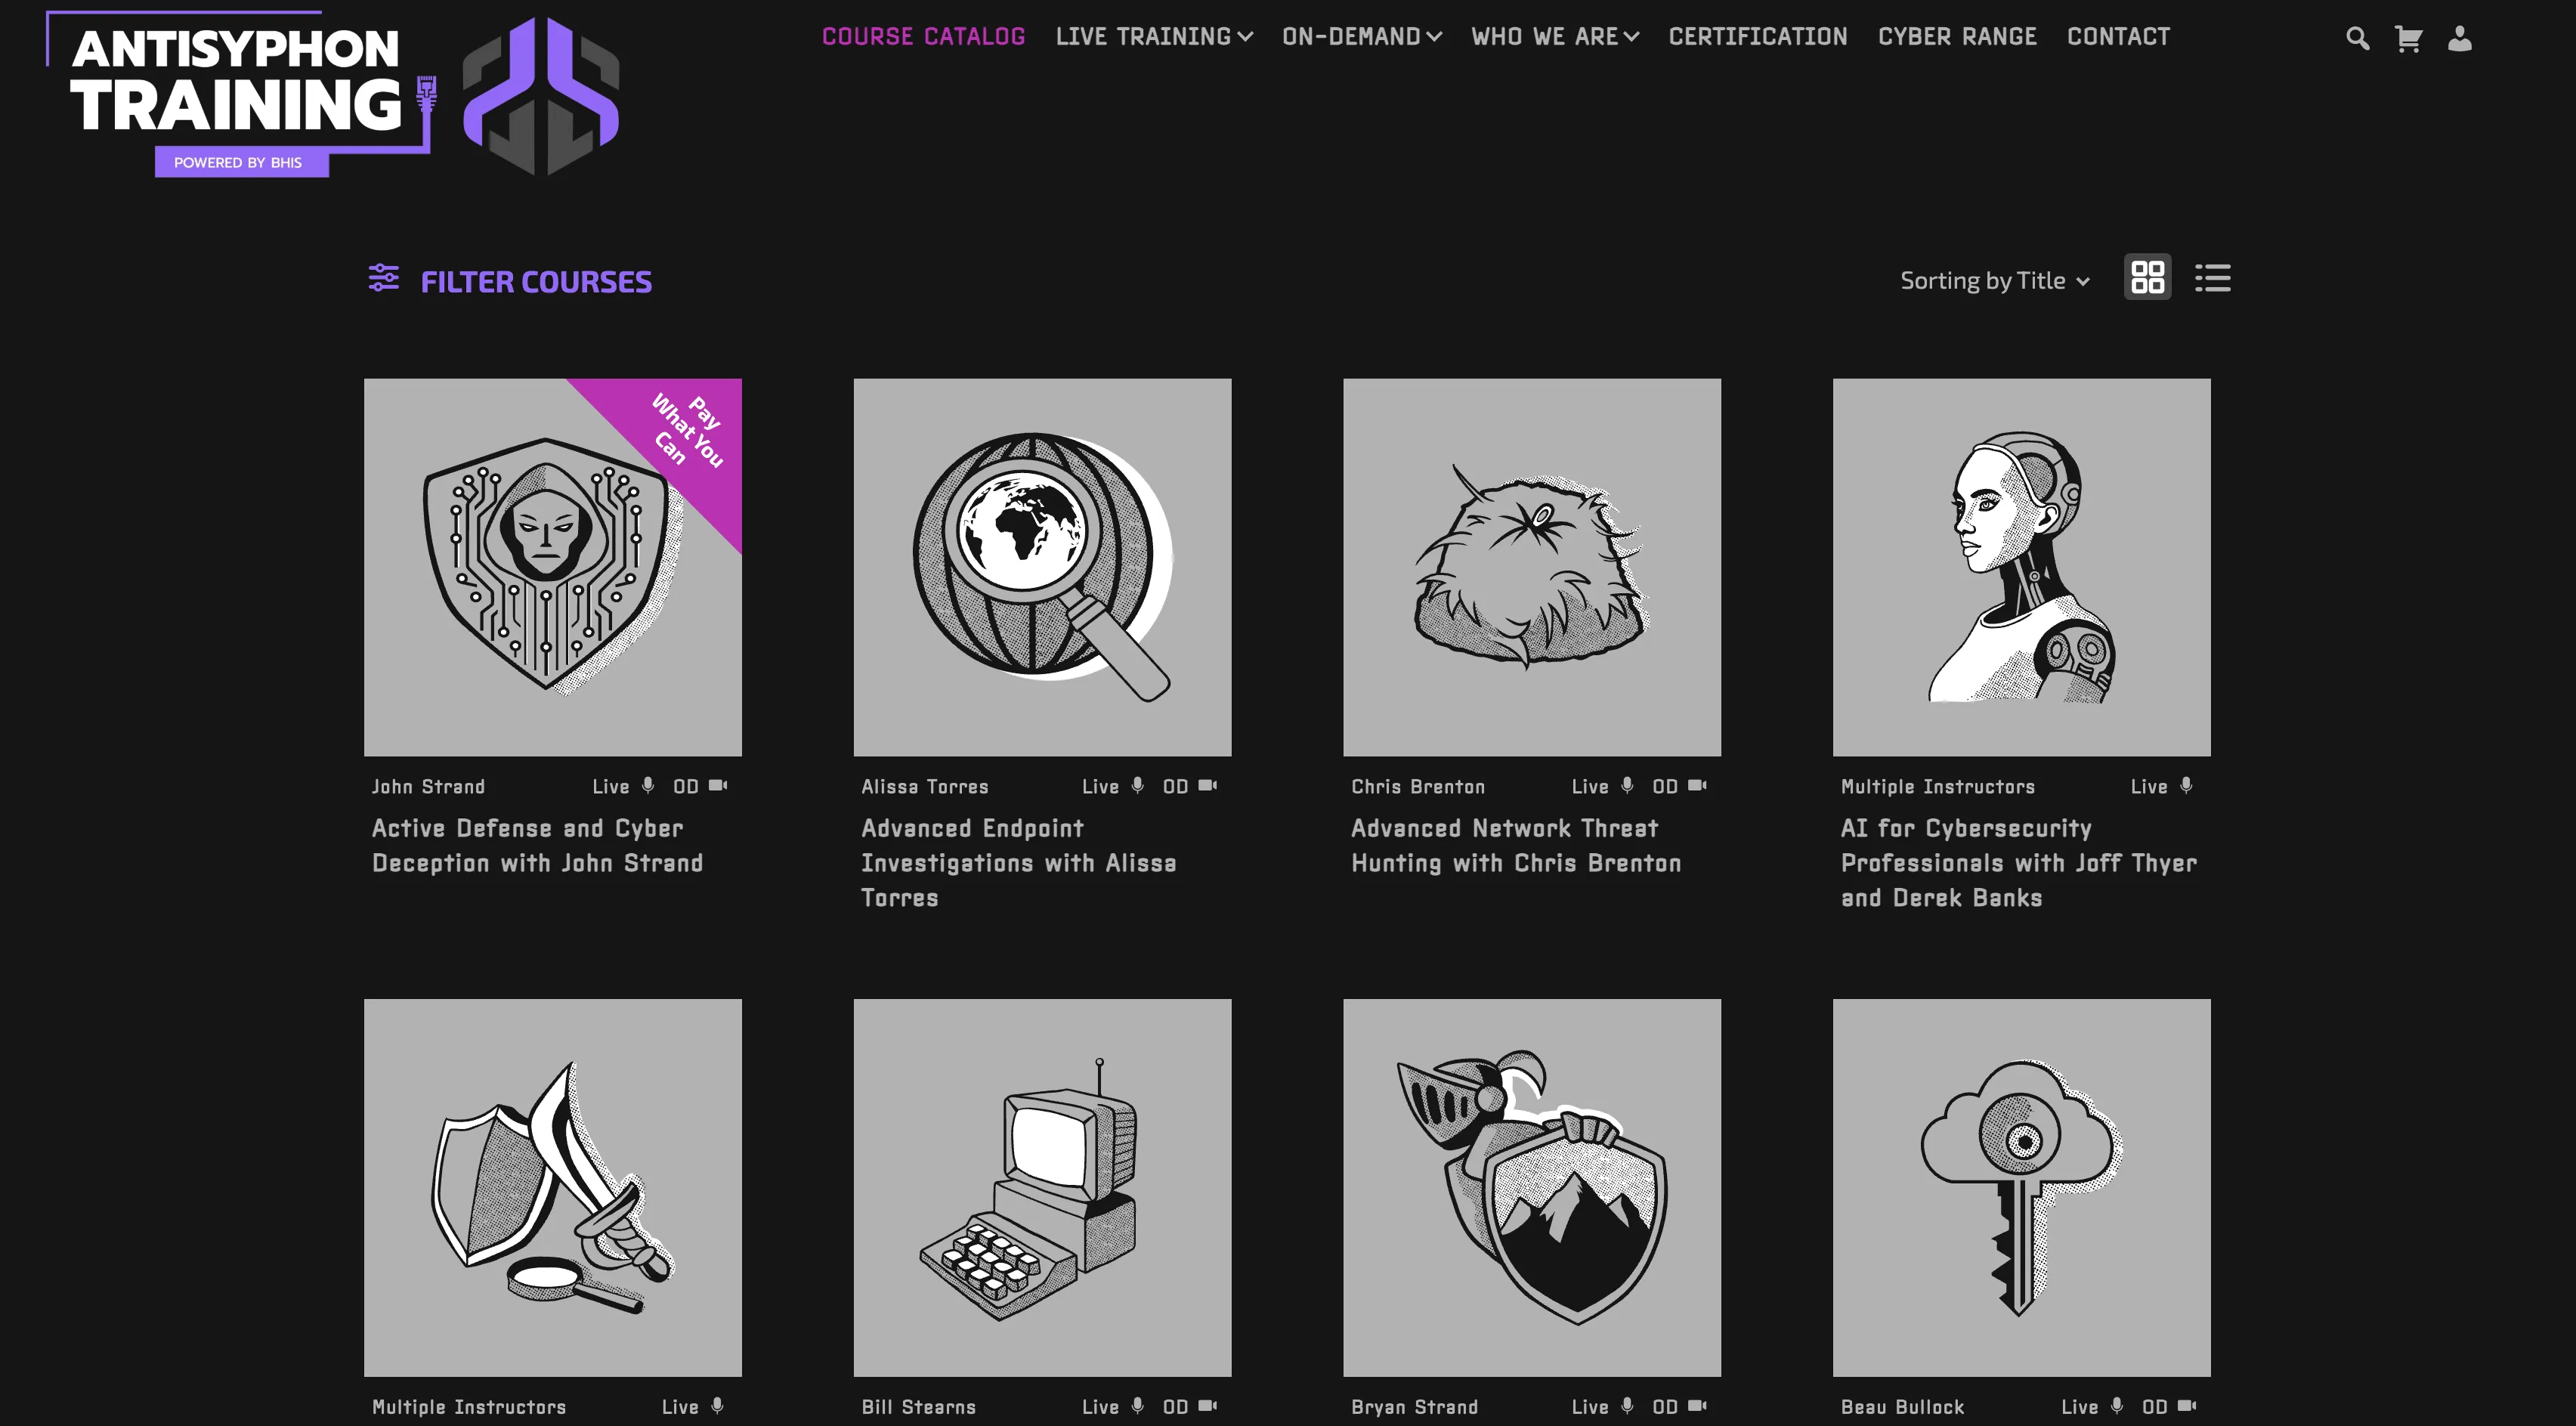 ANTISYPHON
TRAINING
POWERED BY BHIS
COURSE CATALOG LIVE TRAINING ON-DEMAND WHO WE ARE CERTIFICATION CYBER RANGE CONTACT
FILTER COURSES
Sorting by Title
Pay
What You
Can
John Strand Live OD
Active Defense and Cyber
Deception with John Strand
Alissa Torres Live OD
Advanced Endpoint
Investigations with Alissa
Torres
Chris Brenton Live OD
Advanced Network Threat
Hunting with Chris Brenton
Multiple Instructors Live
AI for Cybersecurity
Professionals with Joff Thyer
and Derek Banks
Multiple Instructors Live
Bill Stearns Live OD
Bryan Strand Live OD
Beau Bullock Live OD